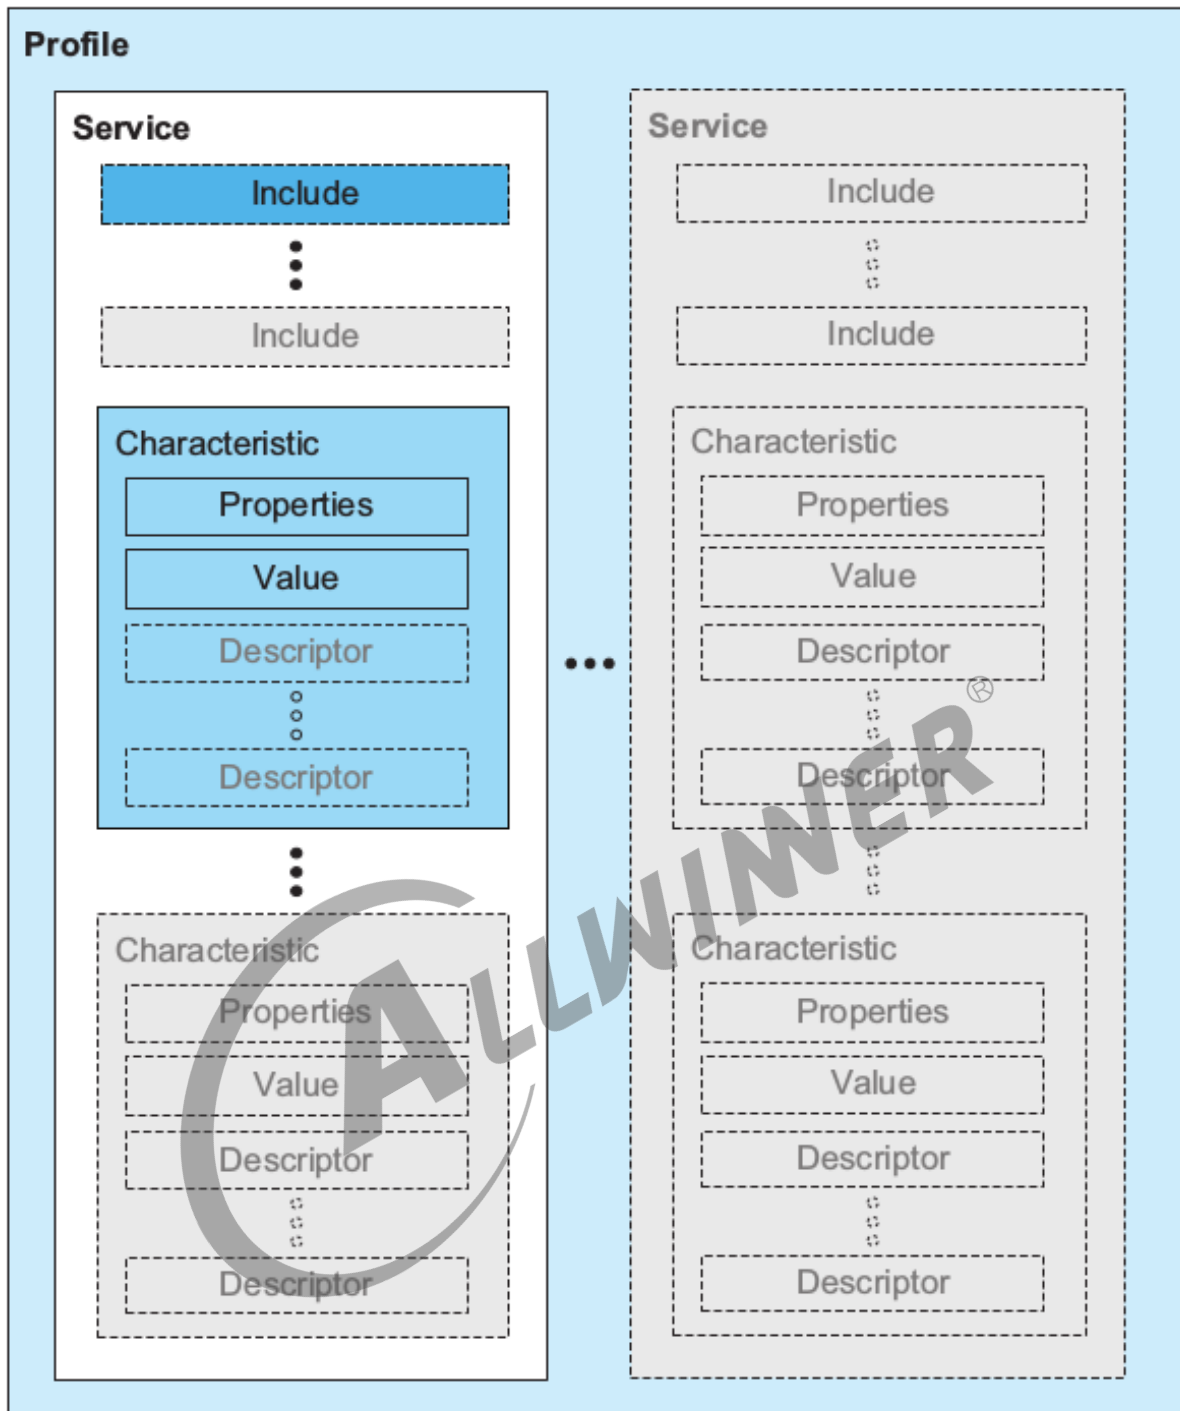 Profile
Service
Include
Include
Characteristic
Properties
Value
Descriptor
Descriptor
Characteristic
Properties
Value
Descriptor
Descriptor
Service
Include
Include
Characteristic
Properties
Value
Descriptor
Descriptor
Characteristic
Properties
Value
Descriptor
Descriptor
ALLWINNER®